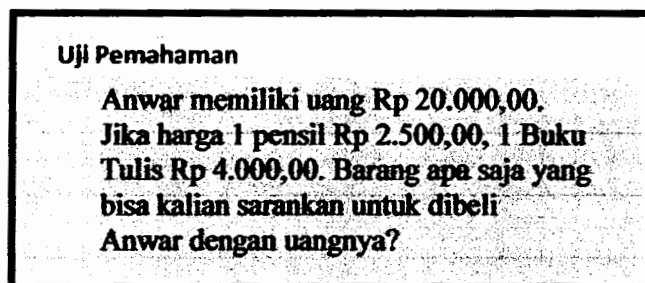 Uji Pemahaman
Anwar memiliki uang Rp 20.000,00.
Jika harga 1 pensil Rp 2.500,00, 1 Buku
Tulis Rp 4.000,00. Barang apa saja yang
bisa kalian sarankan untuk dibeli
Anwar dengan uangnya?